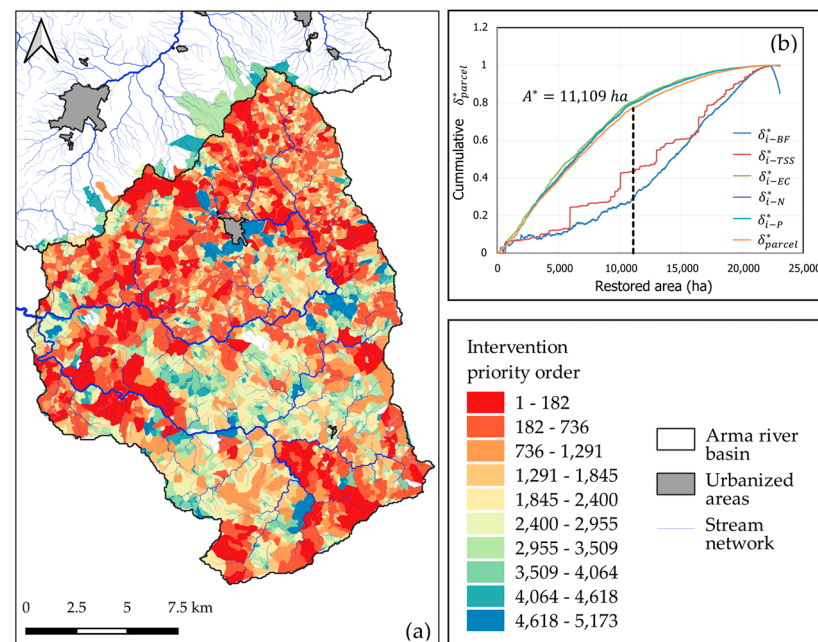 0 2.5 5 7.5 km
(a)
(b)
Cummulative δ*parcel
1.2
1
0.8
0.6
0.4
0.2
0
A* = 11,109 ha
δ*i−BF
δ*i−TSS
δ*i−EC
δ*i−N
δ*i−P
δ*parcel
0 5,000 10,000 15,000 20,000 25,000
Restored area (ha)
Intervention
priority order
1 - 182
182 - 736
736 - 1,291
1,291 - 1,845
1,845 - 2,400
2,400 - 2,955
2,955 - 3,509
3,509 - 4,064
4,064 - 4,618
4,618 - 5,173
Arma river
basin
Urbanized
areas
Stream
network